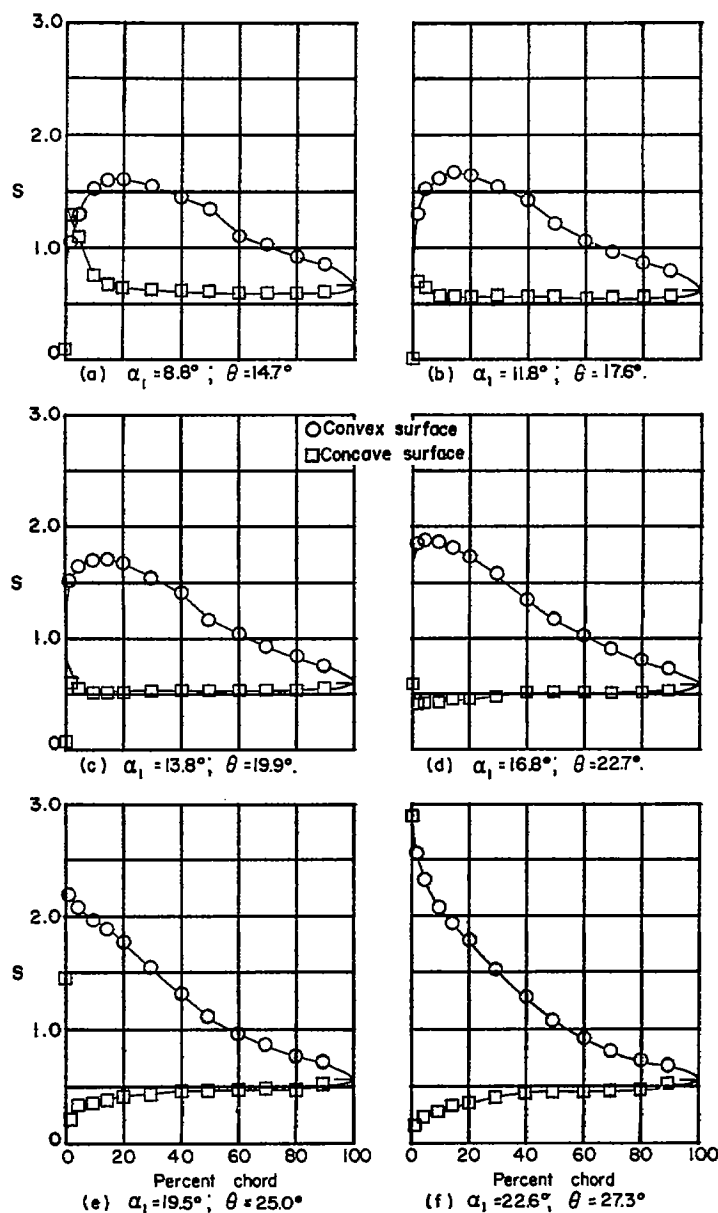 3.0
2.0
S
1.0
0
(a) α₁ = 8.8°; θ = 14.7°
(b) α₁ = 11.8°; θ = 17.6°.
○ Convex surface
□ Concave surface
3.0
2.0
S
1.0
0
(c) α₁ = 13.8°; θ = 19.9°.
(d) α₁ = 16.8°; θ = 22.7°.
3.0
2.0
S
1.0
0
0 20 40 60 80 100
0 20 40 60 80 100
Percent chord
Percent chord
(e) α₁ = 19.5°; θ = 25.0°
(f) α₁ = 22.6°; θ = 27.3°